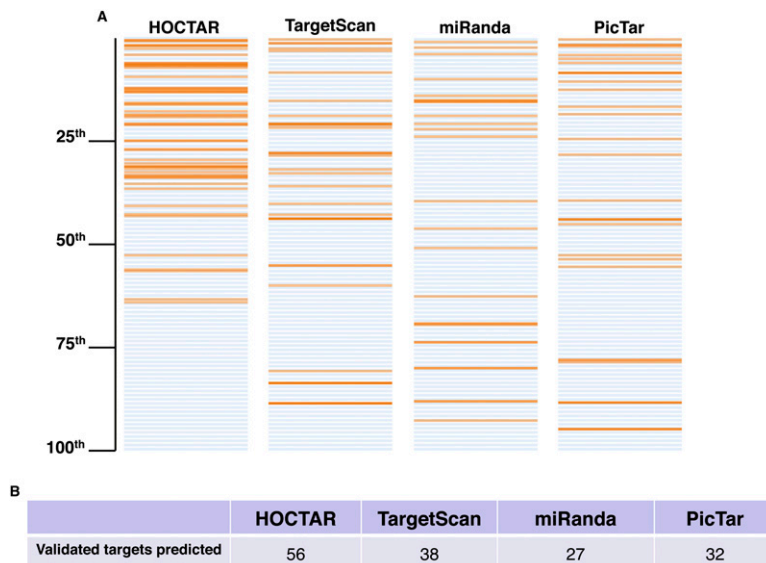 A
HOCTAR TargetScan miRanda PicTar
25th
50th
75th
100th
B
HOCTAR TargetScan miRanda PicTar
Validated targets predicted 56 38 27 32